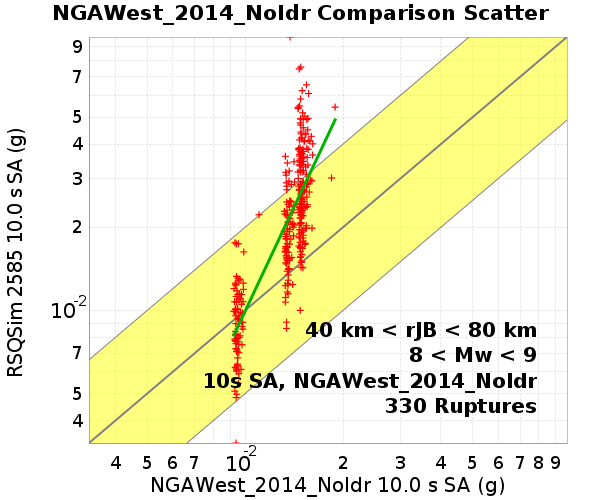 NGAWest_2014_NoIdr Comparison Scatter
9
7
5
4
3
2
10-2
7
5
4
RSQSim 2585 10.0 s SA (g)
40 km < rJB < 80 km
8 < Mw < 9
10s SA, NGAWest_2014_NoIdr
330 Ruptures
4 5 6 7 10-2 2 3 4 5 6 7 8 9
NGAWest_2014_NoIdr 10.0 s SA (g)